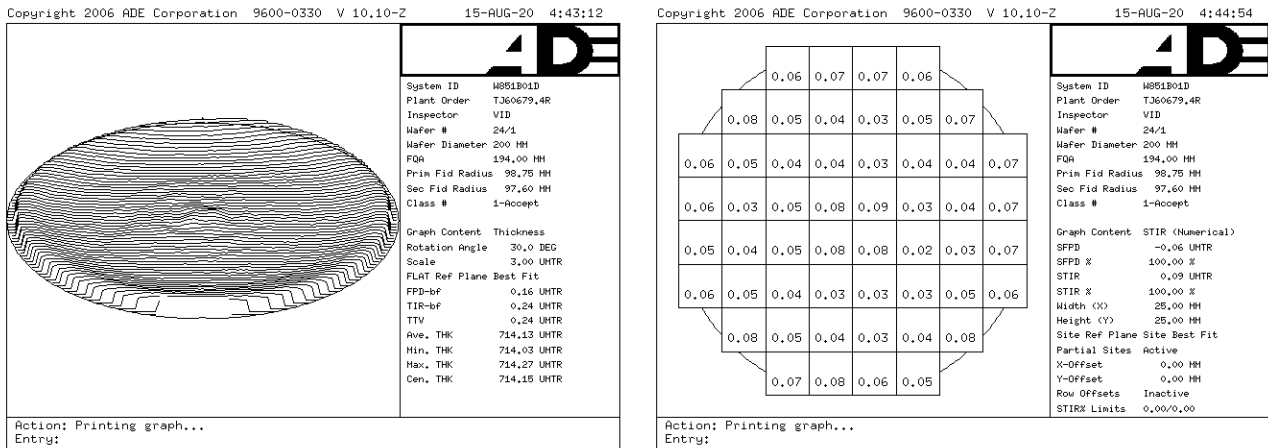 Copyright 2006 ADE Corporation 9600-0330 V 10.10-Z 15-AUG-20 4:43:12
ADE
System ID W851B01D
Plant Order TJ60679.4R
Inspector VID
Wafer # 24/1
Wafer Diameter 200 MM
FQA 194.00 MM
Prim Fid Radius 98.75 MM
Sec Fid Radius 97.60 MM
Class # 1-Accept
Graph Content Thickness
Rotation Angle 30.0 DEG
Scale 3.00 UMTR
FLAT Ref Plane Best Fit
FPD-bf 0.16 UMTR
TIR-bf 0.24 UMTR
TTV 0.24 UMTR
Ave. THK 714.13 UMTR
Min. THK 714.03 UMTR
Max. THK 714.27 UMTR
Cen. THK 714.15 UMTR
Action: Printing graph...
Entry:
Copyright 2006 ADE Corporation 9600-0330 V 10.10-Z 15-AUG-20 4:44:54
0.06 0.07 0.07 0.06
0.08 0.05 0.04 0.03 0.05 0.07
0.06 0.05 0.04 0.04 0.03 0.04 0.04 0.07
0.06 0.03 0.05 0.08 0.09 0.03 0.04 0.07
0.05 0.04 0.05 0.08 0.08 0.02 0.03 0.07
0.06 0.05 0.04 0.03 0.03 0.03 0.05 0.06
0.08 0.05 0.04 0.03 0.04 0.08
0.07 0.08 0.06 0.05
ADE
System ID W851B01D
Plant Order TJ60679.4R
Inspector VID
Wafer # 24/1
Wafer Diameter 200 MM
FQA 194.00 MM
Prim Fid Radius 98.75 MM
Sec Fid Radius 97.60 MM
Class # 1-Accept
Graph Content STIR (Numerical)
SFPD -0.06 UMTR
SFPD % 100.00 %
STIR 0.09 UMTR
STIR % 100.00 %
Width (X) 25.00 MM
Height (Y) 25.00 MM
Site Ref Plane Site Best Fit
Partial Sites Active
X-Offset 0.00 MM
Y-Offset 0.00 MM
Row Offsets Inactive
STIR% Limits 0.00/0.00
Action: Printing graph...
Entry: